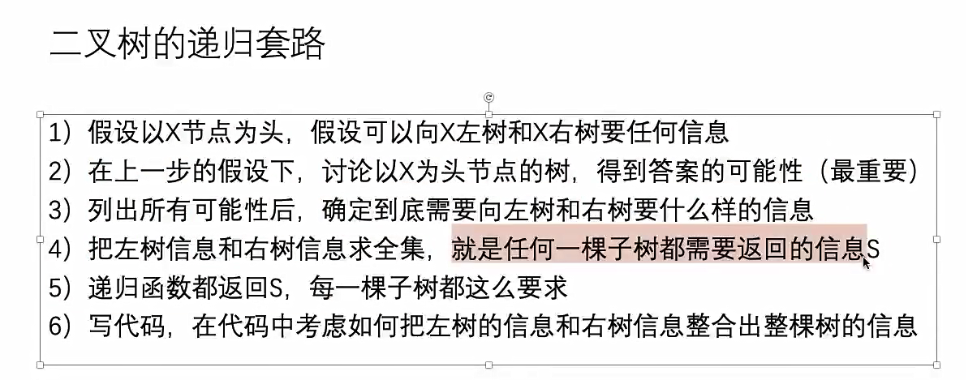 二叉树的递归套路
1）假设以X节点为头，假设可以向X左树和X右树要任何信息
2）在上一步的假设下，讨论以X为头节点的树，得到答案的可能性（最重要）
3）列出所有可能性后，确定到底需要向左树和右树要什么样的信息
4）把左树信息和右树信息求全集，就是任何一棵子树都需要返回的信息S
5）递归函数都返回S，每一棵子树都这么要求
6）写代码，在代码中考虑如何把左树的信息和右树信息整合出整棵树的信息